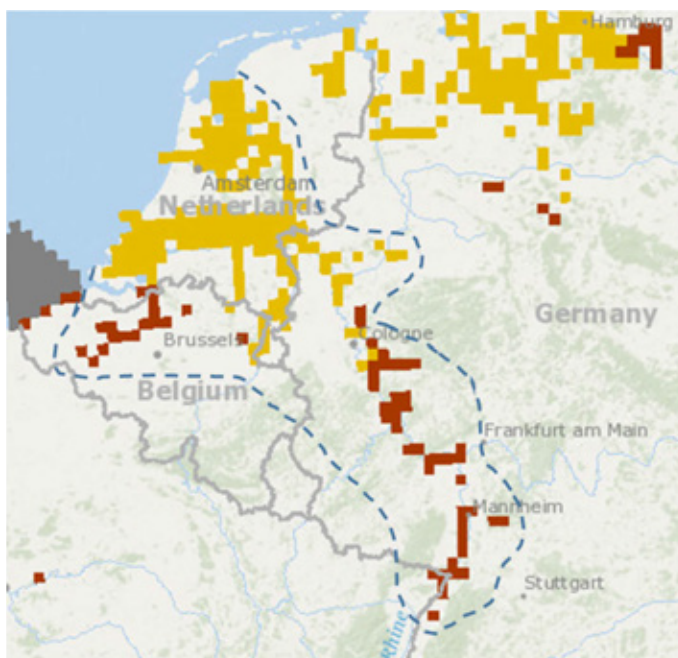 Hamburg
Amsterdam
Netherlands
Germany
Cologne
Brussels
Belgium
Frankfurt am Main
Mannheim
Stuttgart
Rhine